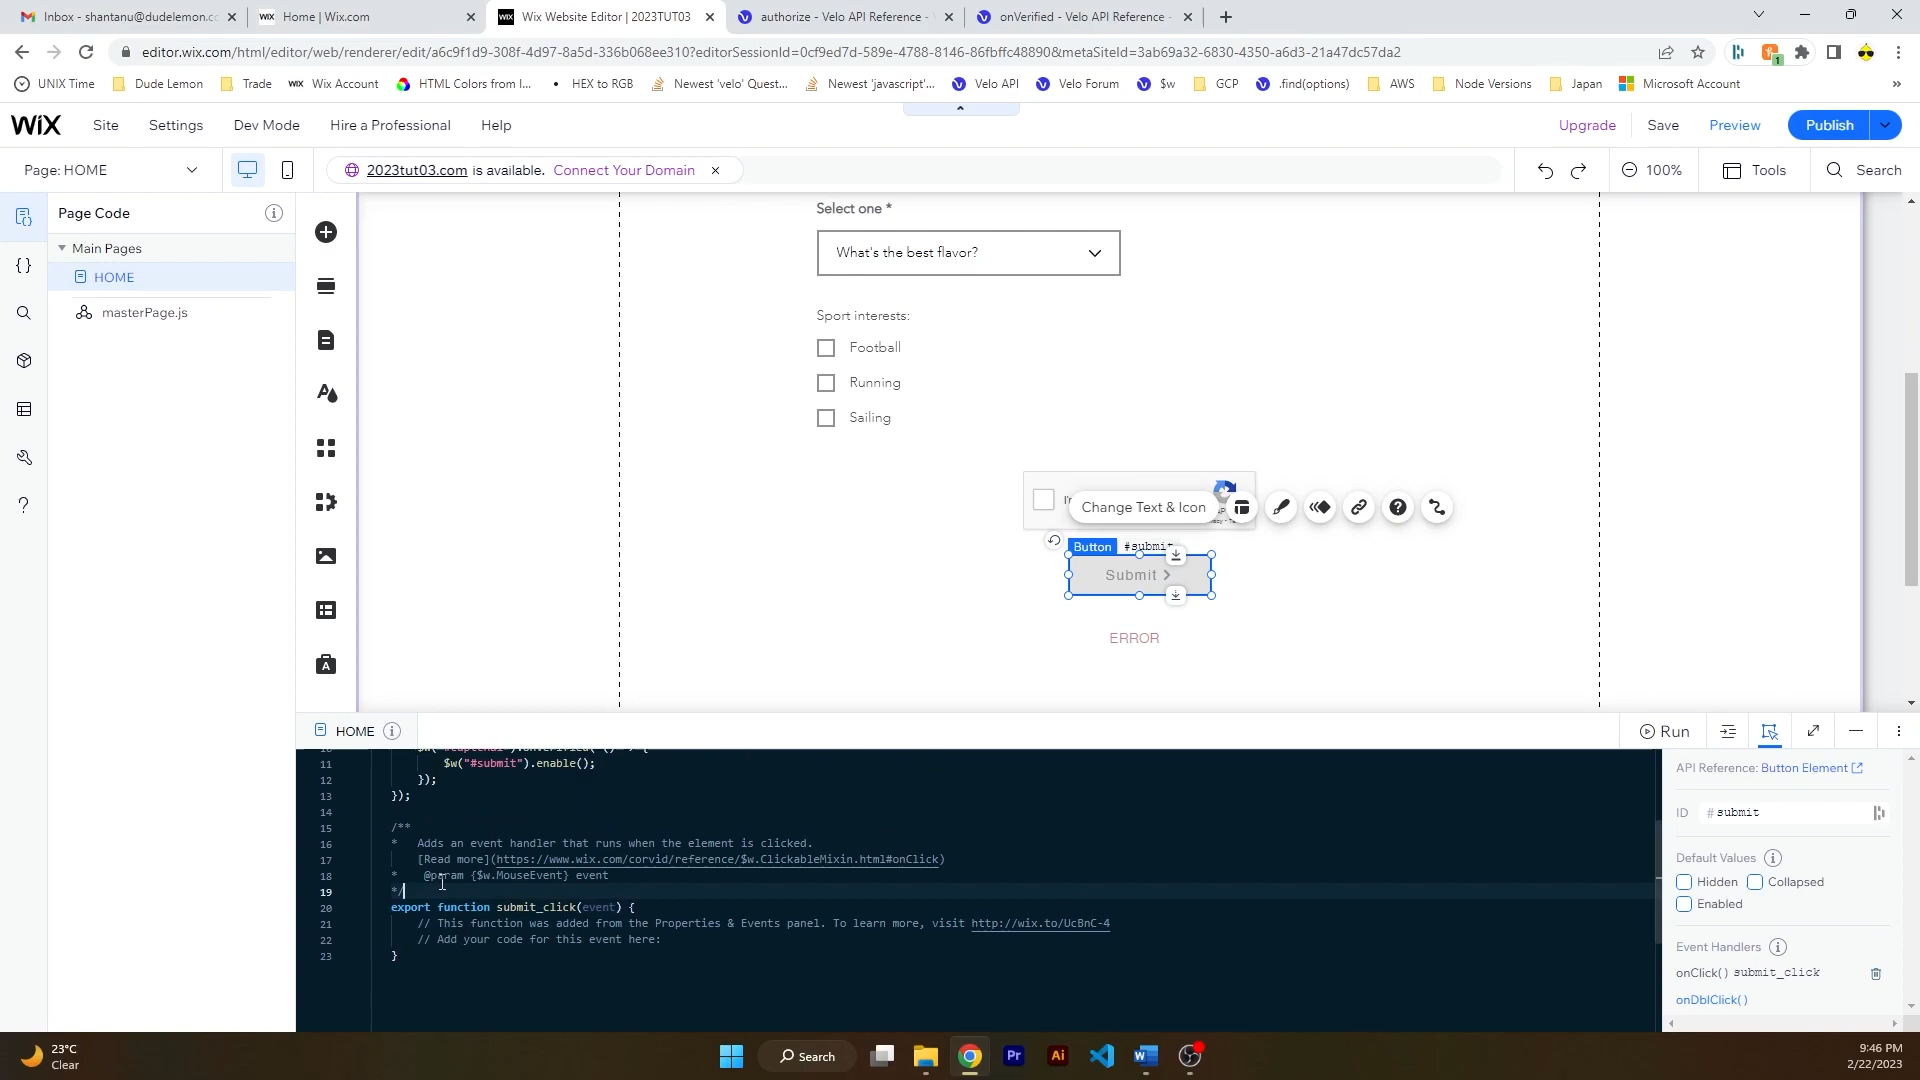 Inbox - shantanu@dudelemon.cc
Home | Wix.com
Wix Website Editor | 2023TUT03
authorize - Velo API Reference -
onVerified - Velo API Reference -
editor.wix.com/html/editor/web/renderer/edit/a6c9f1d9-308f-4d97-8a5d-336b068ee310?editorSessionId=0cf9ed7d-589e-4788-8146-86fbffc48890&metaSiteId=3ab69a32-6830-4350-a6d3-21a47dc57da2
UNIX Time
Dude Lemon
Trade
Wix Account
HTML Colors from I...
HEX to RGB
Newest 'velo' Quest...
Newest 'javascript'...
Velo API
Velo Forum
$w
GCP
.find(options)
AWS
Node Versions
Japan
Microsoft Account
WiX
Site
Settings
Dev Mode
Hire a Professional
Help
Upgrade
Save
Preview
Publish
Page: HOME
2023tut03.com is available. Connect Your Domain
100%
Tools
Search
Page Code
Main Pages
HOME
masterPage.js
Select one *
What's the best flavor?
Sport interests:
Football
Running
Sailing
Change Text & Icon
Button
#submit
Submit
ERROR
HOME
Run
11 $w("#submit").enable();
12 });
13 });
14
15 /**
16 * Adds an event handler that runs when the element is clicked.
17 [Read more](https://www.wix.com/corvid/reference/$w.ClickableMixin.html#onClick)
18 * @param {$w.MouseEvent} event
19 */
20 export function submit_click(event) {
21 // This function was added from the Properties & Events panel. To learn more, visit http://wix.to/UcBnC-4
22 // Add your code for this event here:
23 }
API Reference: Button Element
ID # submit
Default Values
Hidden
Collapsed
Enabled
Event Handlers
onClick() submit_click
onDblClick()
23°C
Clear
Search
Pr
Ai
9:46 PM
2/22/2023